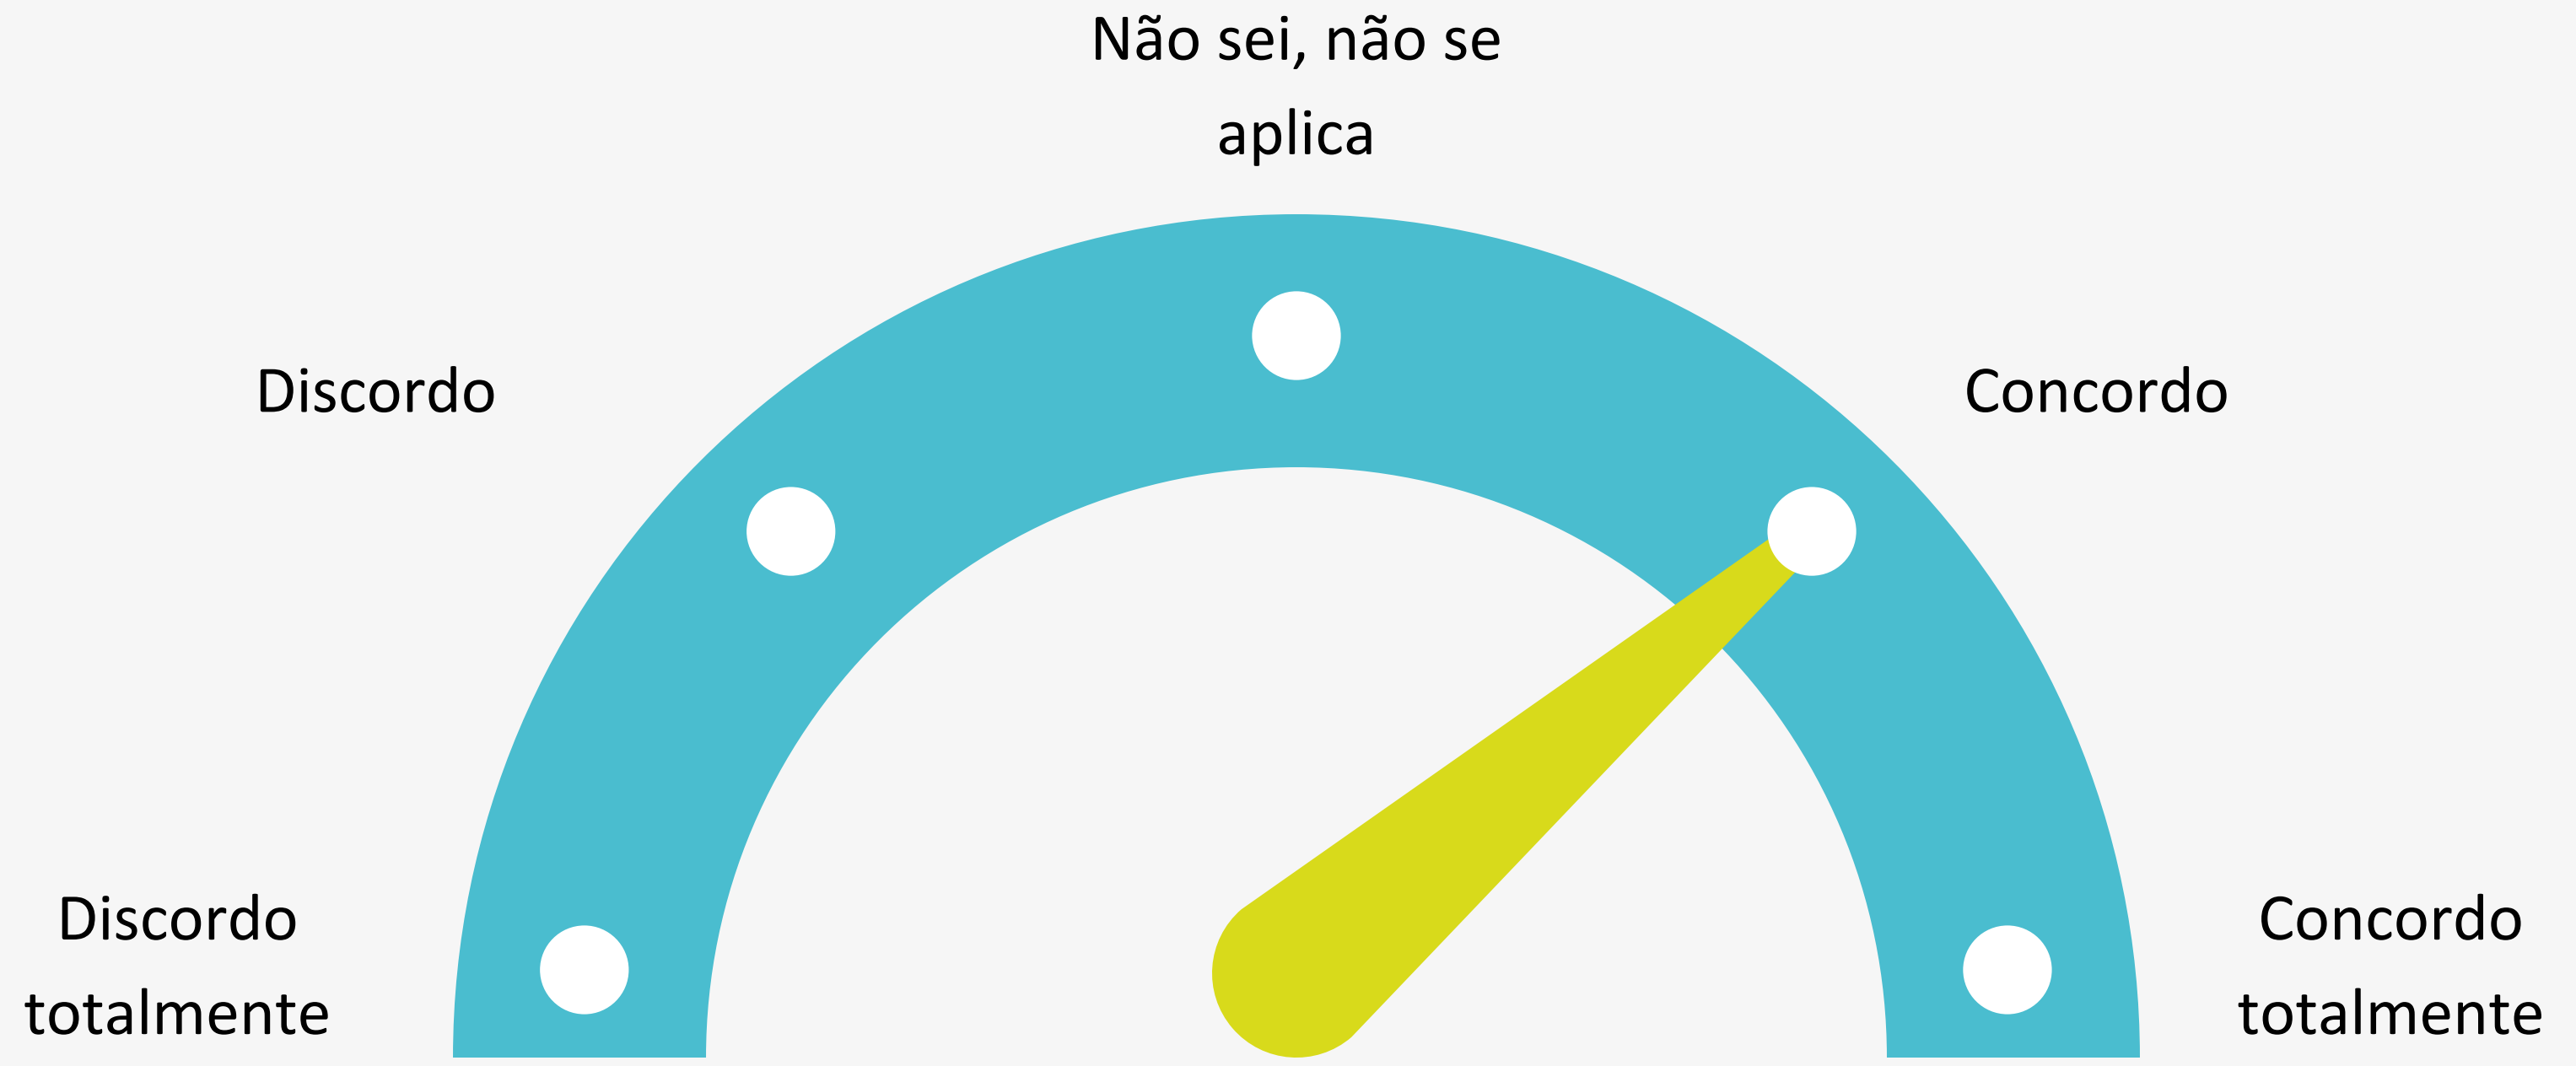 Não sei, não se
aplica
Discordo
Concordo
Discordo
totalmente
Concordo
totalmente